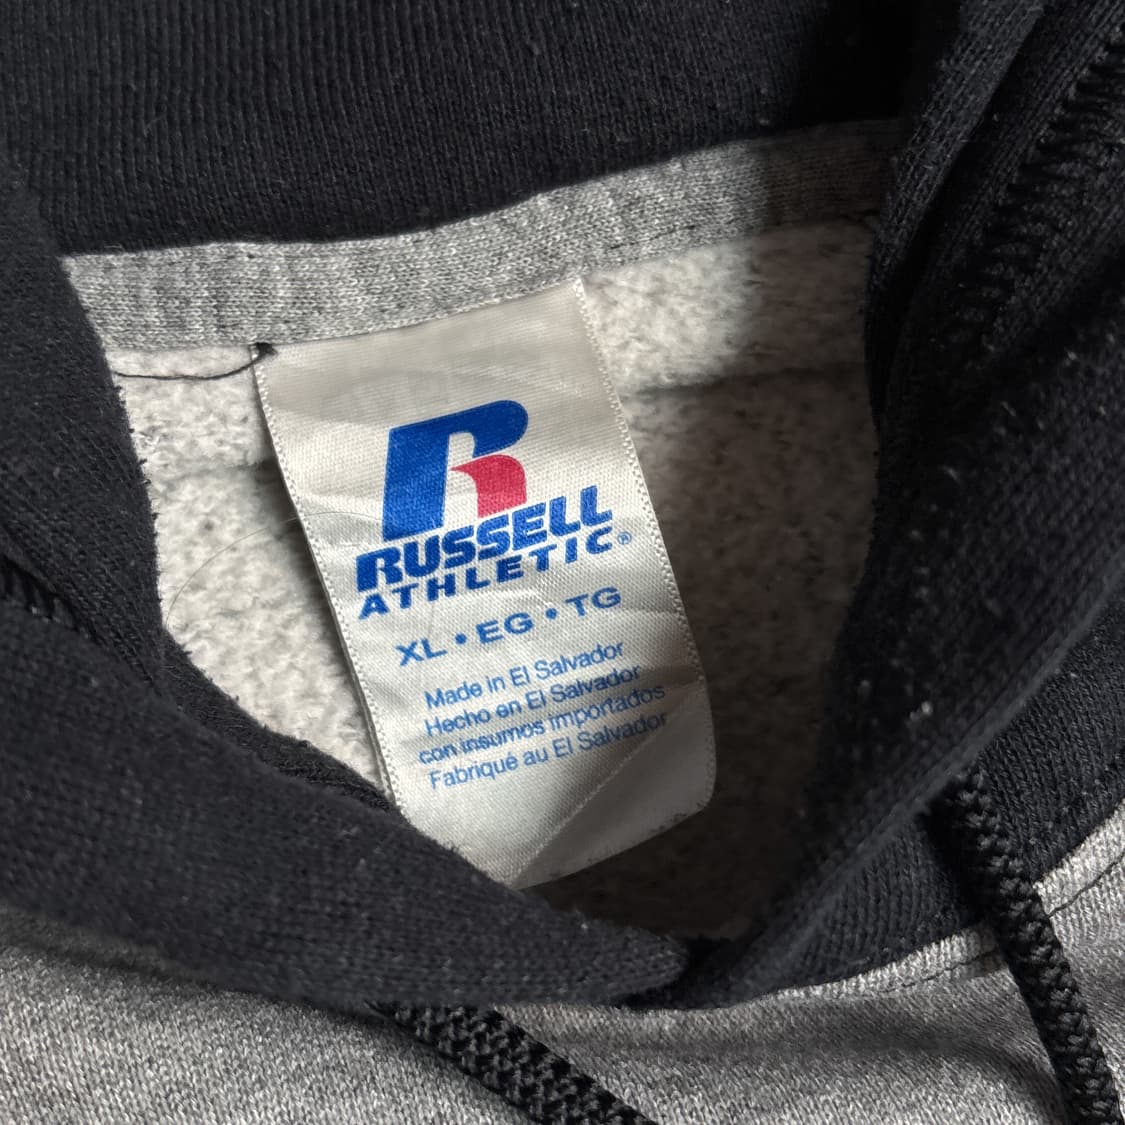 R
RUSSELL
ATHLETIC®
XL • EG • TG
Made in El Salvador
Hecho en El Salvador
con insumos importados
Fabriqué au El Salvador